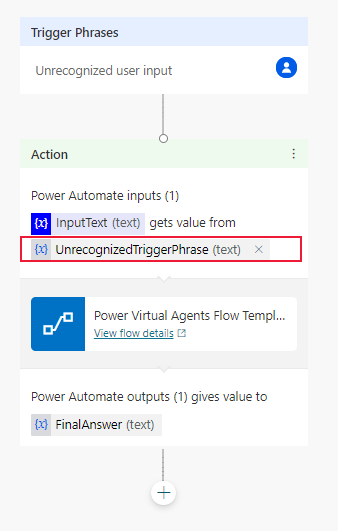 Trigger Phrases
Unrecognized user input
Action
Power Automate inputs (1)
{x} InputText (text) gets value from
{x} UnrecognizedTriggerPhrase (text)
Power Virtual Agents Flow Templ...
View flow details
Power Automate outputs (1) gives value to
{x} FinalAnswer (text)